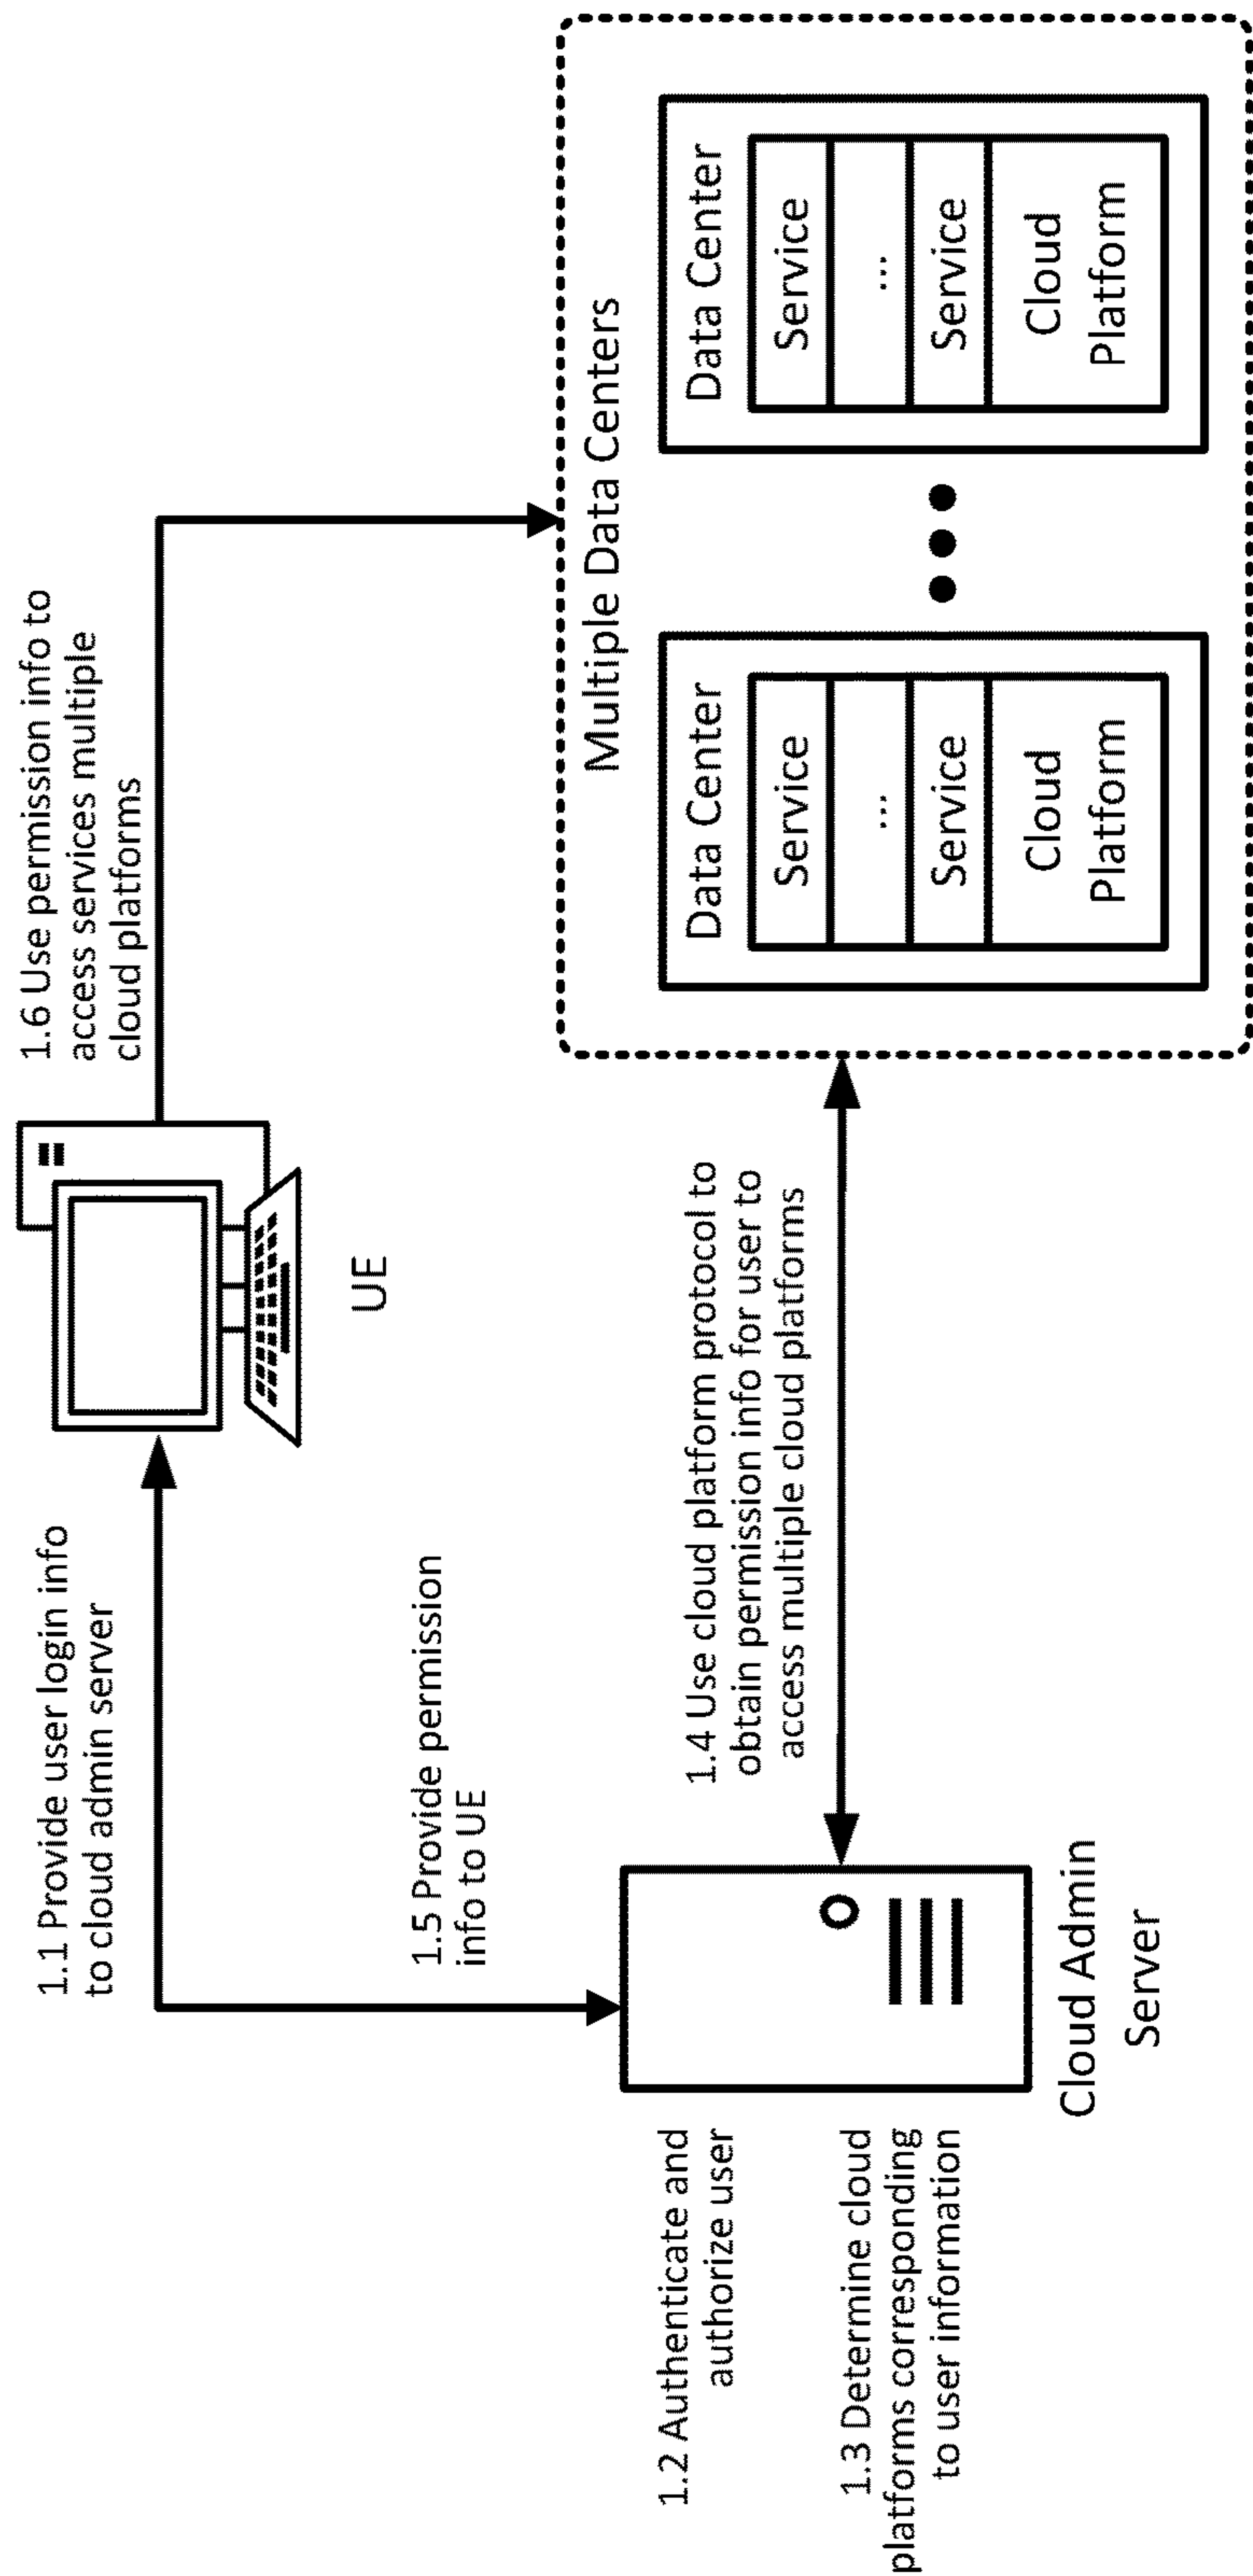 1.1 Provide user login info
to cloud admin server
1.6 Use permission info to
access services multiple
cloud platforms
UE
1.5 Provide permission
info to UE
1.2 Authenticate and
authorize user
1.3 Determine cloud
platforms corresponding
to user information
Cloud Admin
Server
1.4 Use cloud platform protocol to
obtain permission info for user to
access multiple cloud platforms
Multiple Data Centers
Data Center
Service
...
Service
Cloud
Platform
Data Center
Service
...
Service
Cloud
Platform